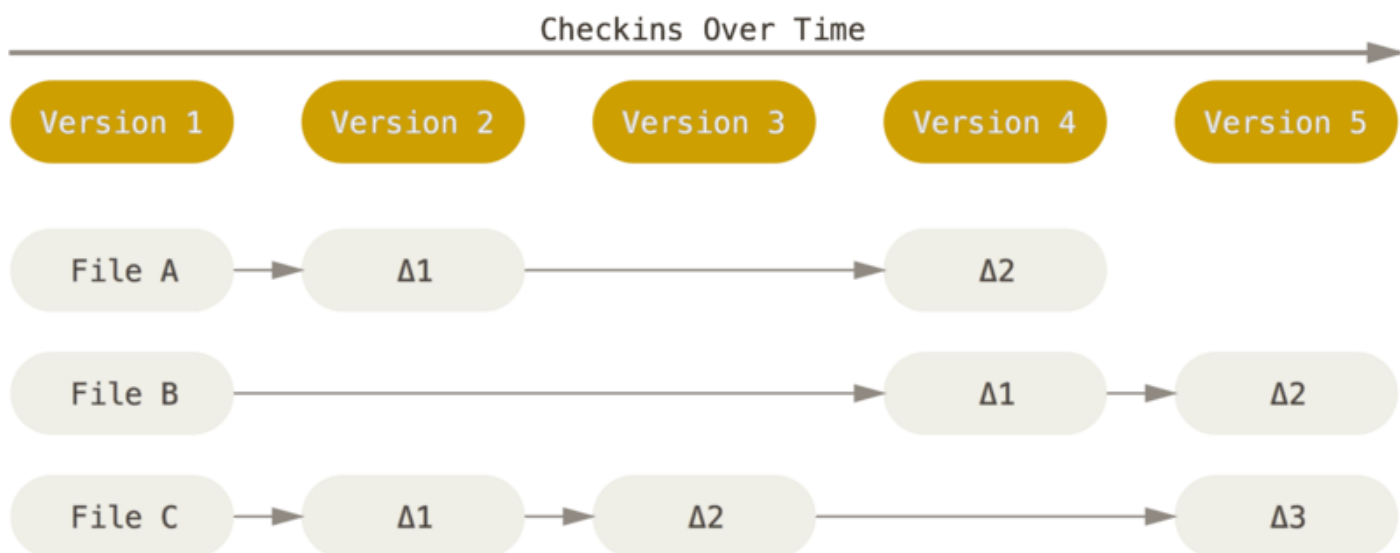 Checkins Over Time
Version 1 Version 2 Version 3 Version 4 Version 5
File A Δ1 Δ2
File B Δ1 Δ2
File C Δ1 Δ2 Δ3